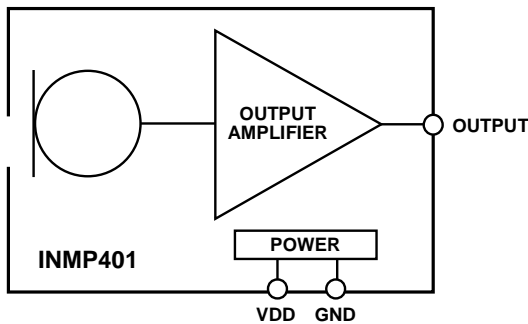 OUTPUT
AMPLIFIER
OUTPUT
POWER
INMP401
VDD GND